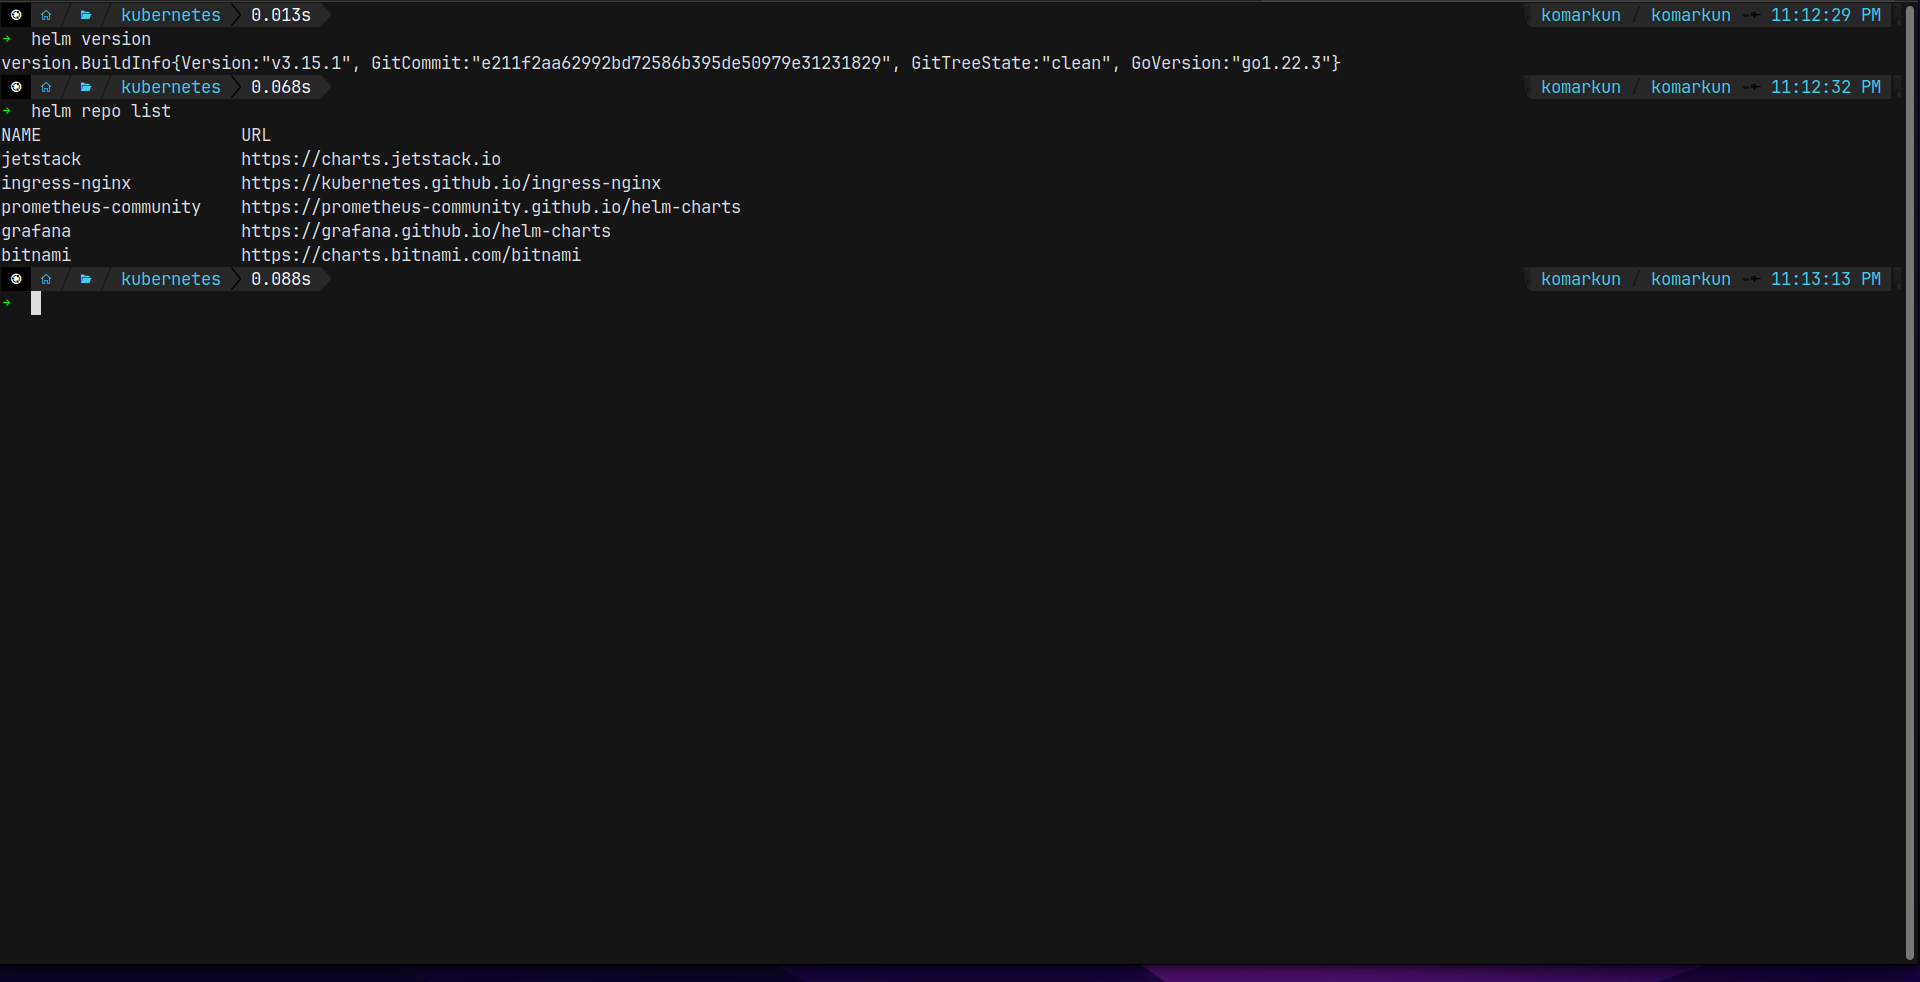 kubernetes 0.013s komarkun / komarkun 11:12:29 PM
→ helm version
version.BuildInfo{Version:"v3.15.1", GitCommit:"e211f2aa62992bd72586b395de50979e31231829", GitTreeState:"clean", GoVersion:"go1.22.3"}
kubernetes 0.068s komarkun / komarkun 11:12:32 PM
→ helm repo list
NAME URL
jetstack https://charts.jetstack.io
ingress-nginx https://kubernetes.github.io/ingress-nginx
prometheus-community https://prometheus-community.github.io/helm-charts
grafana https://grafana.github.io/helm-charts
bitnami https://charts.bitnami.com/bitnami
kubernetes 0.088s komarkun / komarkun 11:13:13 PM
→